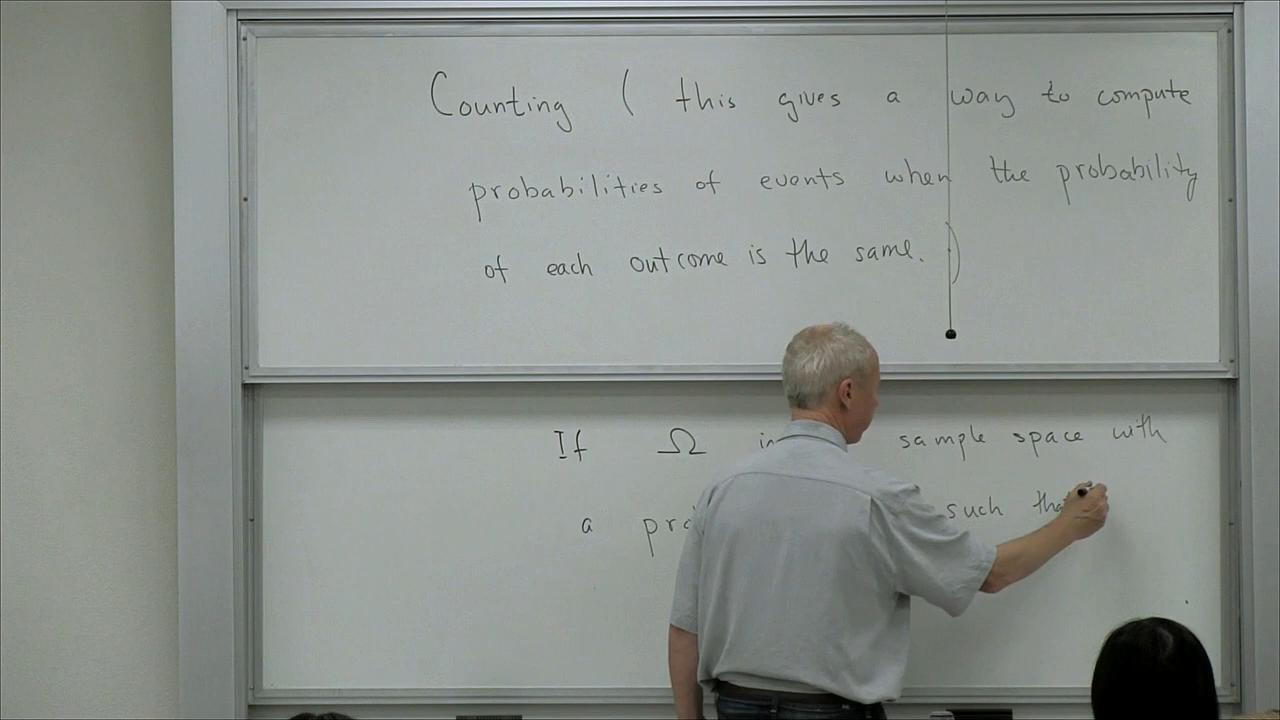 Counting ( this gives a way to compute
probabilities of events when the probability
of each outcome is the same. )
If Ω sample space with
a such